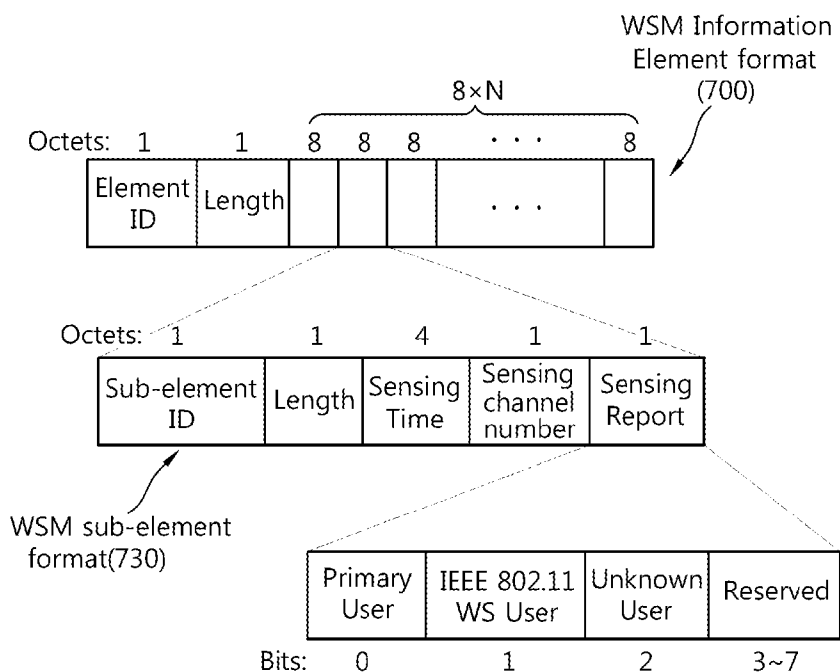 WSM Information
Element format
(700)
8×N
Octets: 1 1 8 8 8 · · · 8
Element ID Length · · ·
Octets: 1 1 4 1 1
Sub-element ID Length Sensing Time Sensing channel number Sensing Report
WSM sub-element
format(730)
Primary User IEEE 802.11 WS User Unknown User Reserved
Bits: 0 1 2 3~7